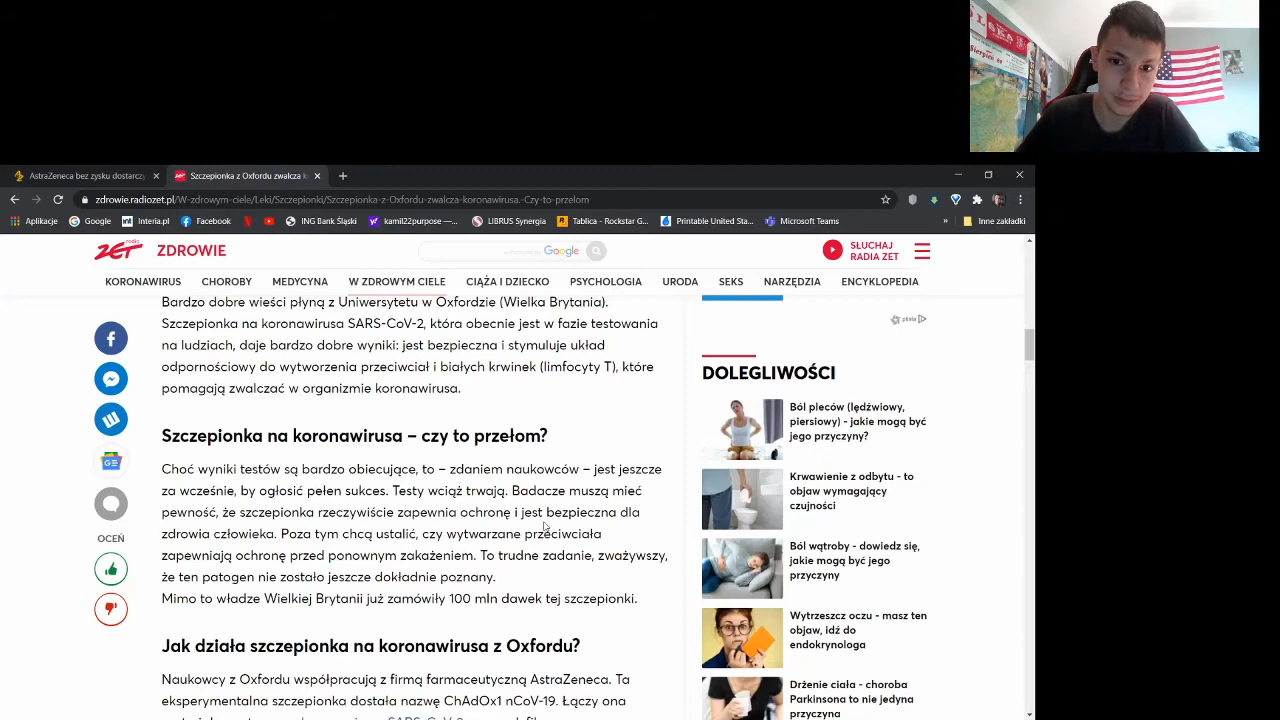 SKA
Sierpień 80
AstraZeneca bez zysku dostarczy
Szczepionka z Oxfordu zwalcza k
zdrowie.radiozet.pl/W-zdrowym-ciele/Leki/Szczepionki/Szczepionka-z-Oxfordu-zwalcza-koronawirusa.-Czy-to-przelom
Aplikacje
Google
Interia.pl
Facebook
ING Bank Śląski
kamil22purpose —...
LIBRUS Synergia
Tablica - Rockstar G...
Printable United Sta...
Microsoft Teams
»
Inne zakładki
radio ZET ZDROWIE
Google
SŁUCHAJ
RADIA ZET
KORONAWIRUS CHOROBY MEDYCYNA W ZDROWYM CIELE CIĄŻA I DZIECKO PSYCHOLOGIA URODA SEKS NARZĘDZIA ENCYKLOPEDIA
Bardzo dobre wieści płyną z Uniwersytetu w Oxfordzie (Wielka Brytania).
Szczepionka na koronawirusa SARS-CoV-2, która obecnie jest w fazie testowania
na ludziach, daje bardzo dobre wyniki: jest bezpieczna i stymuluje układ
odpornościowy do wytworzenia przeciwciał i białych krwinek (limfocyty T), które
pomagają zwalczać w organizmie koronawirusa.
Szczepionka na koronawirusa – czy to przełom?
Choć wyniki testów są bardzo obiecujące, to – zdaniem naukowców – jest jeszcze
za wcześnie, by ogłosić pełen sukces. Testy wciąż trwają. Badacze muszą mieć
pewność, że szczepionka rzeczywiście zapewnia ochronę i jest bezpieczna dla
zdrowia człowieka. Poza tym chcą ustalić, czy wytwarzane przeciwciała
zapewniają ochronę przed ponownym zakażeniem. To trudne zadanie, zważywszy,
że ten patogen nie zostało jeszcze dokładnie poznany.
Mimo to władze Wielkiej Brytanii już zamówiły 100 mln dawek tej szczepionki.
Jak działa szczepionka na koronawirusa z Oxfordu?
Naukowcy z Oxfordu współpracują z firmą farmaceutyczną AstraZeneca. Ta
eksperymentalna szczepionka dostała nazwę ChAdOx1 nCoV-19. Łączy ona
OCEŃ
plista
DOLEGLIWOŚCI
Ból pleców (lędźwiowy,
piersiowy) - jakie mogą być
jego przyczyny?
Krwawienie z odbytu - to
objaw wymagający
czujności
Ból wątroby - dowiedz się,
jakie mogą być jego
przyczyny
Wytrzeszcz oczu - masz ten
objaw, idź do
endokrynologa
Drżenie ciała - choroba
Parkinsona to nie jedyna
przyczyna